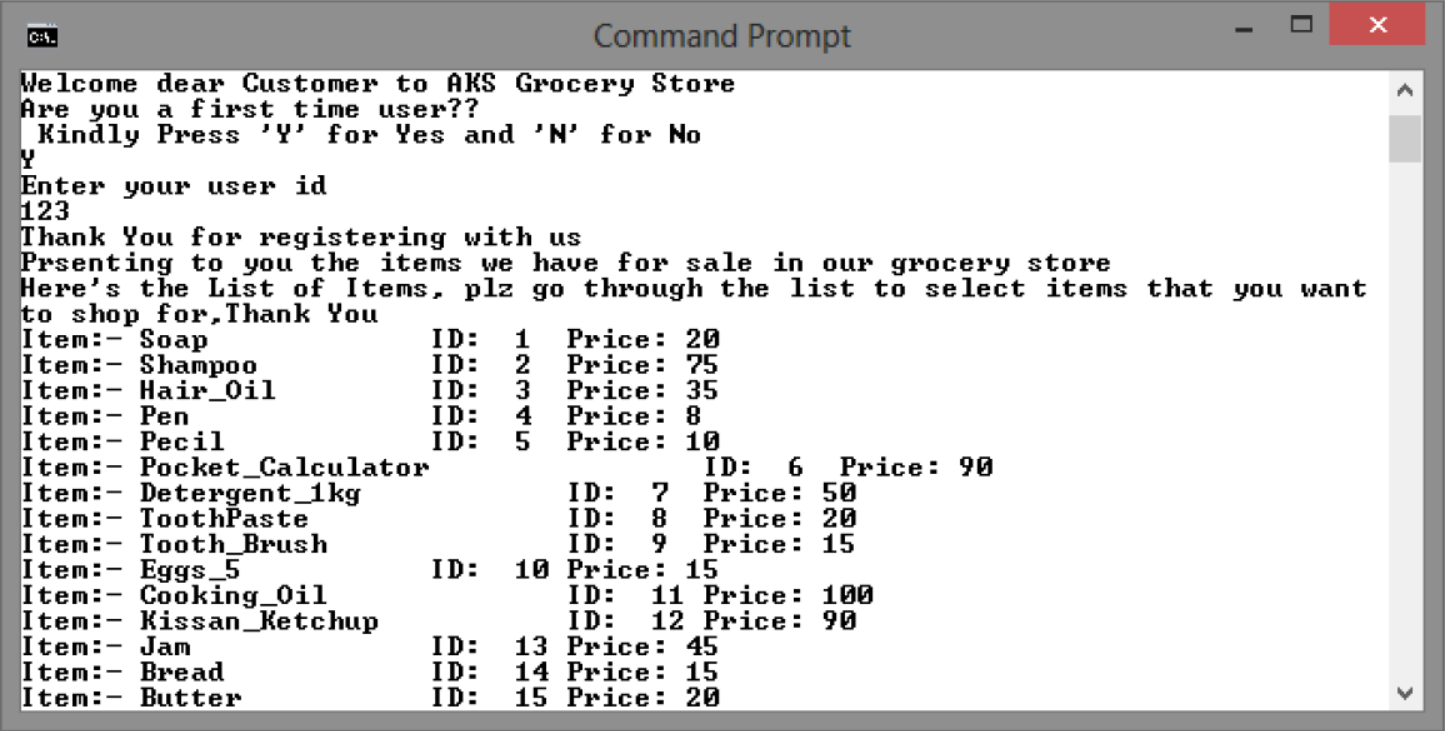 C:\.
Command Prompt
Welcome dear Customer to AKS Grocery Store
Are you a first time user??
Kindly Press 'Y' for Yes and 'N' for No
Y
Enter your user id
123
Thank You for registering with us
Prsenting to you the items we have for sale in our grocery store
Here's the List of Items, plz go through the list to select items that you want
to shop for,Thank You
Item:- Soap ID: 1 Price: 20
Item:- Shampoo ID: 2 Price: 75
Item:- Hair_Oil ID: 3 Price: 35
Item:- Pen ID: 4 Price: 8
Item:- Pecil ID: 5 Price: 10
Item:- Pocket_Calculator ID: 6 Price: 90
Item:- Detergent_1kg ID: 7 Price: 50
Item:- ToothPaste ID: 8 Price: 20
Item:- Tooth_Brush ID: 9 Price: 15
Item:- Eggs_5 ID: 10 Price: 15
Item:- Cooking_Oil ID: 11 Price: 100
Item:- Kissan_Ketchup ID: 12 Price: 90
Item:- Jam ID: 13 Price: 45
Item:- Bread ID: 14 Price: 15
Item:- Butter ID: 15 Price: 20